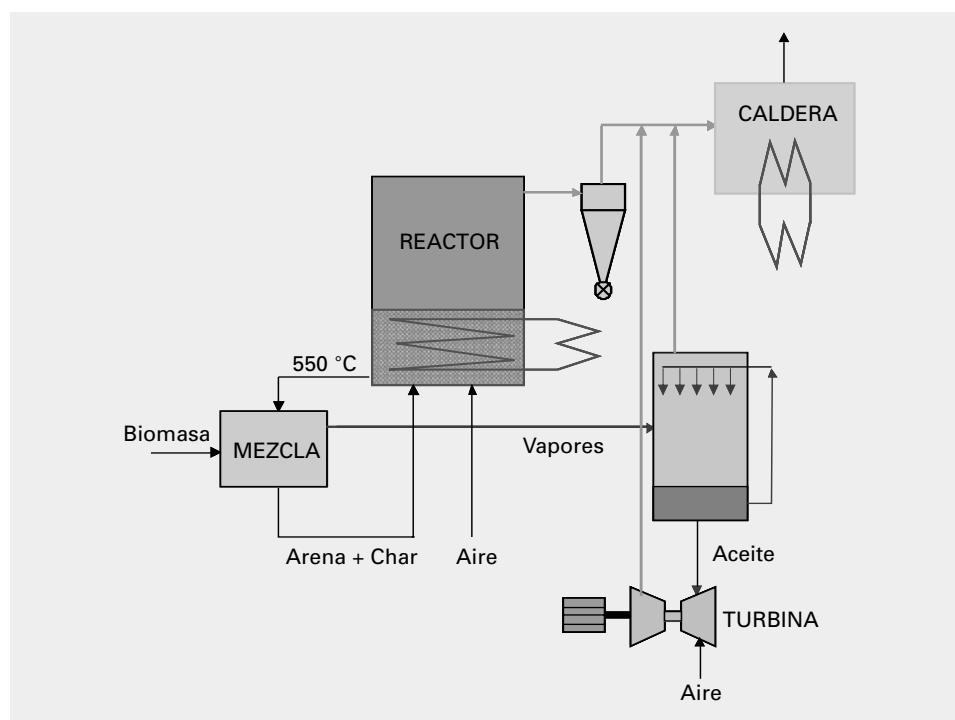 CALDERA
REACTOR
550 °C
Biomasa
MEZCLA
Vapores
Arena + Char
Aire
Aceite
TURBINA
Aire